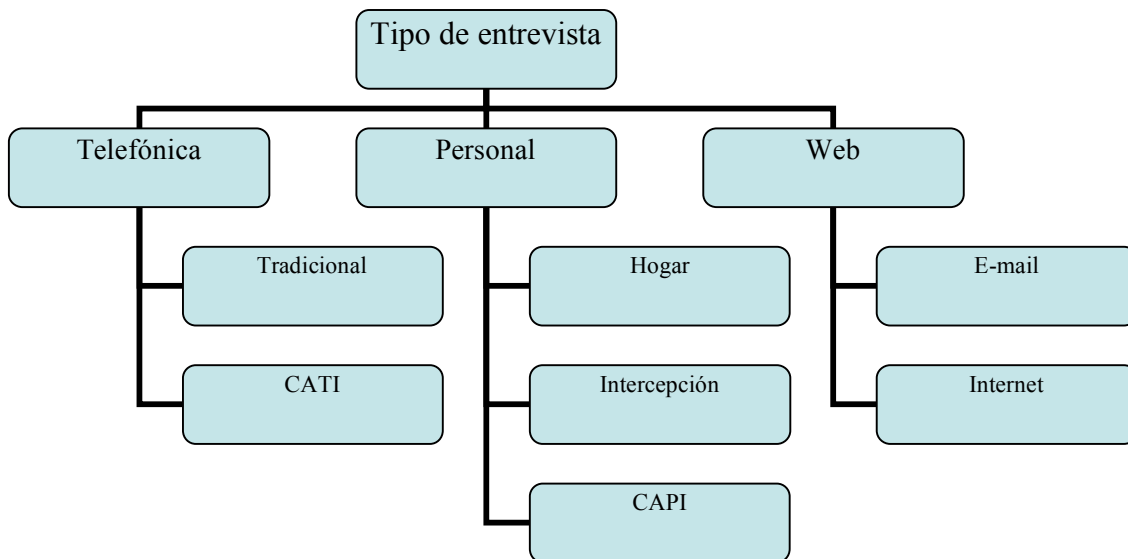 Tipo de entrevista
Telefónica
Personal
Web
Tradicional
Hogar
E-mail
CATI
Intercepción
Internet
CAPI